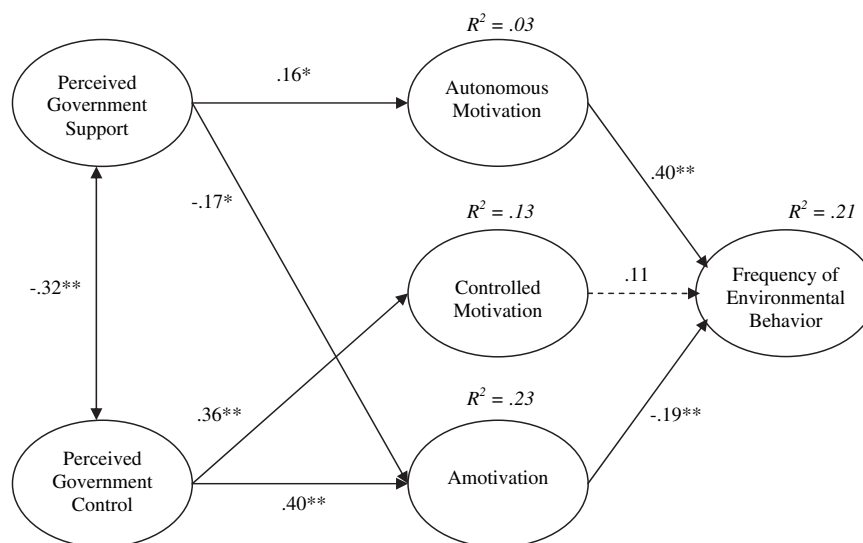 R² = .03
Perceived
Government
Support
.16*
Autonomous
Motivation
-.17*
.40**
R² = .13
R² = .21
-.32**
Controlled
Motivation
.11
Frequency of
Environmental
Behavior
R² = .23
.36**
-.19**
Perceived
Government
Control
.40**
Amotivation